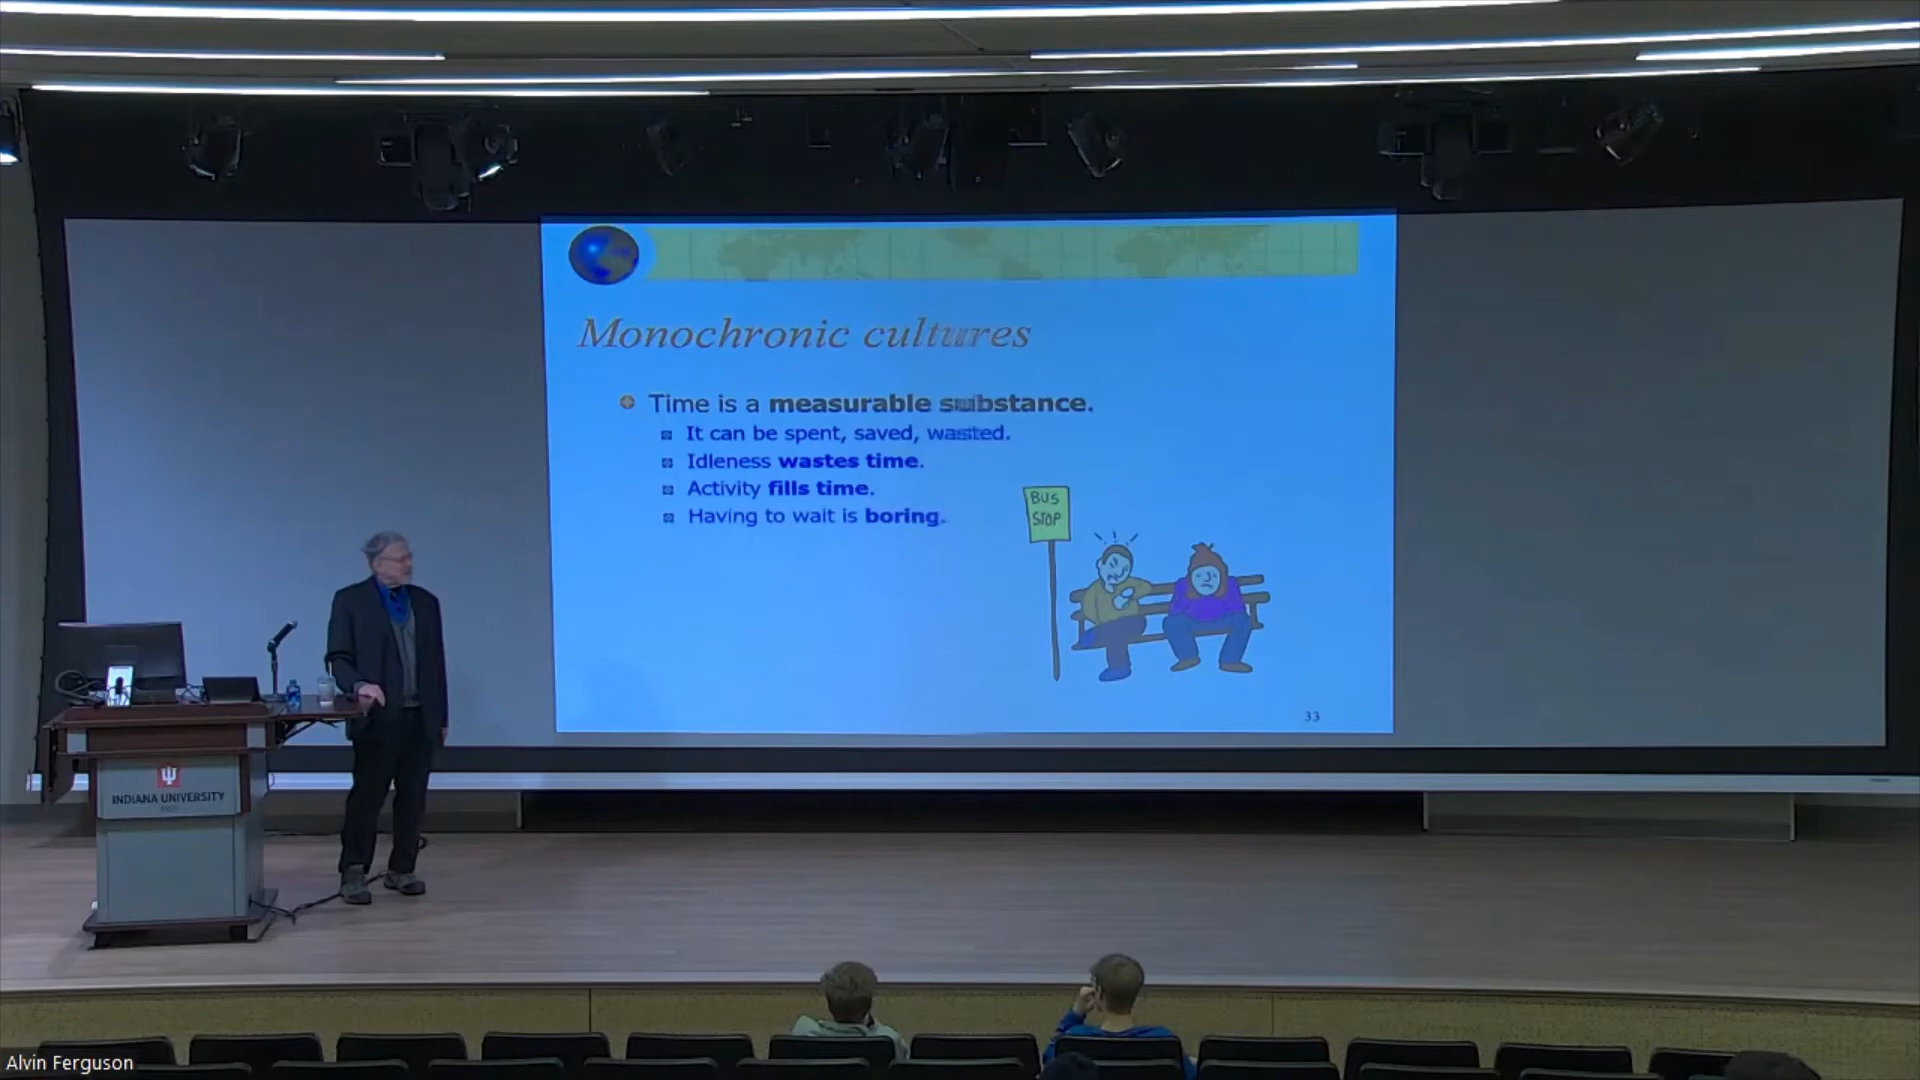 Monochronic cultures
Time is a measurable substance.
It can be spent, saved, wasted.
Idleness wastes time.
Activity fills time.
Having to wait is boring.
BUS
STOP
33
INDIANA UNIVERSITY
Alvin Ferguson